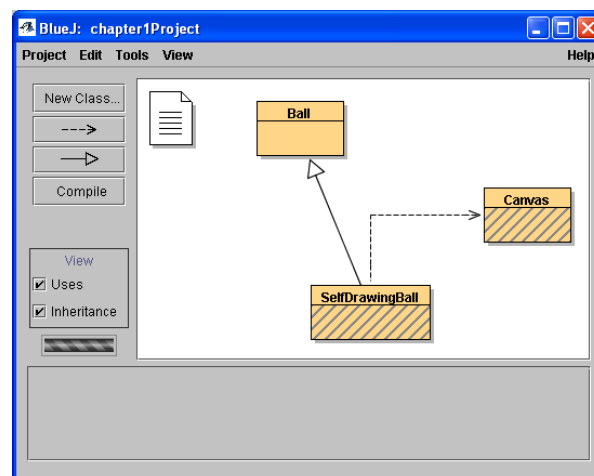 BlueJ: chapter1Project
Project Edit Tools View Help
New Class...
Compile
View
Uses
Inheritance
Ball
Canvas
SelfDrawingBall